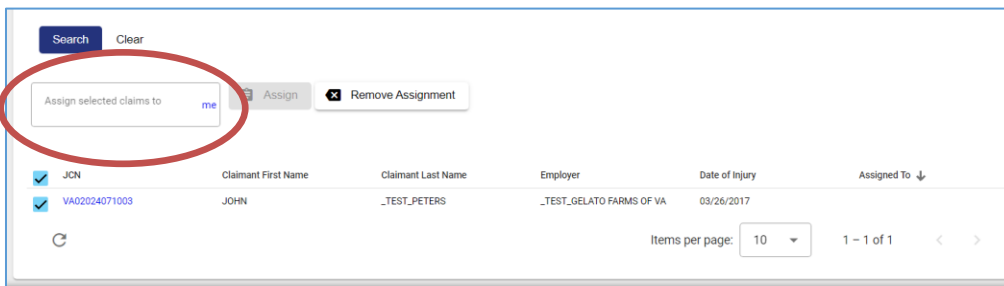 Search Clear
Assign selected claims to me Assign Remove Assignment
JCN Claimant First Name Claimant Last Name Employer Date of Injury Assigned To
VA02024071003 JOHN _TEST_PETERS _TEST_GELATO FARMS OF VA 03/26/2017
Items per page: 10 1 – 1 of 1